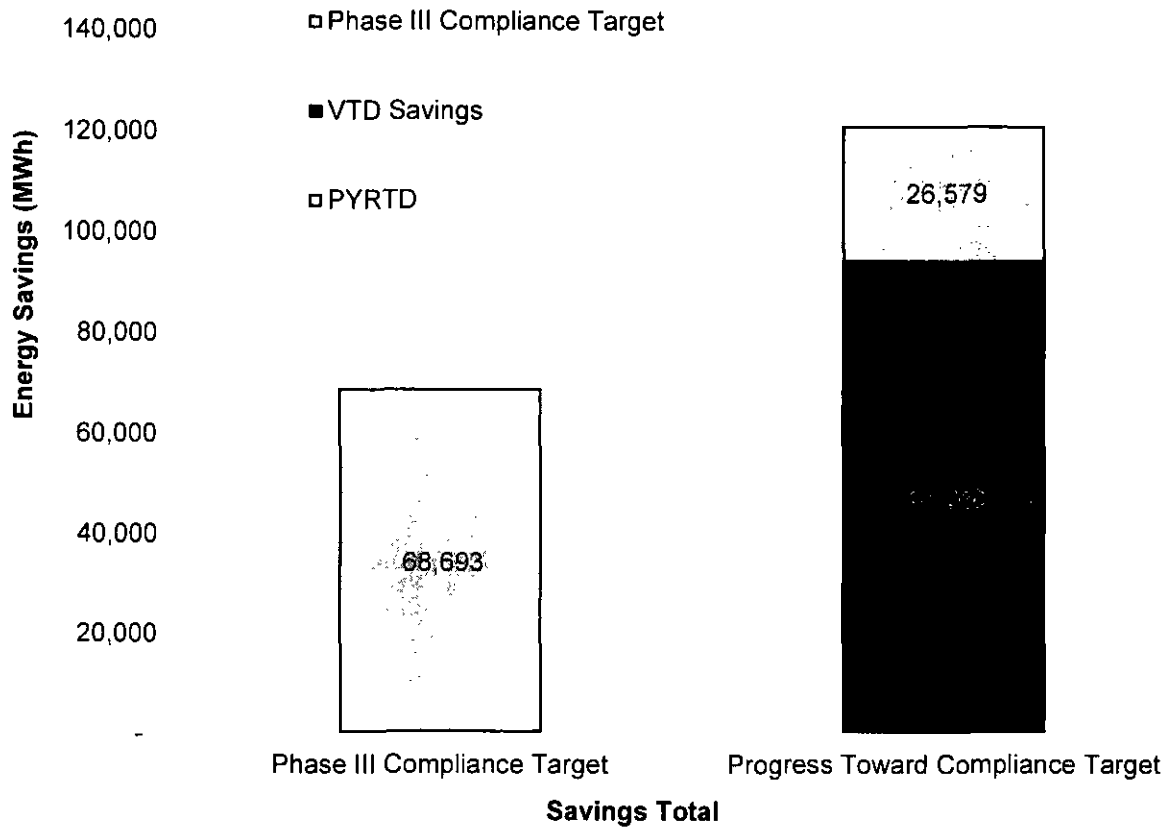 140,000
Phase III Compliance Target
VTD Savings
120,000
PYRTD
26,579
100,000
80,000
60,000
40,000
68,693
20,000
-
Energy Savings (MWh)
Phase III Compliance Target
Progress Toward Compliance Target
Savings Total